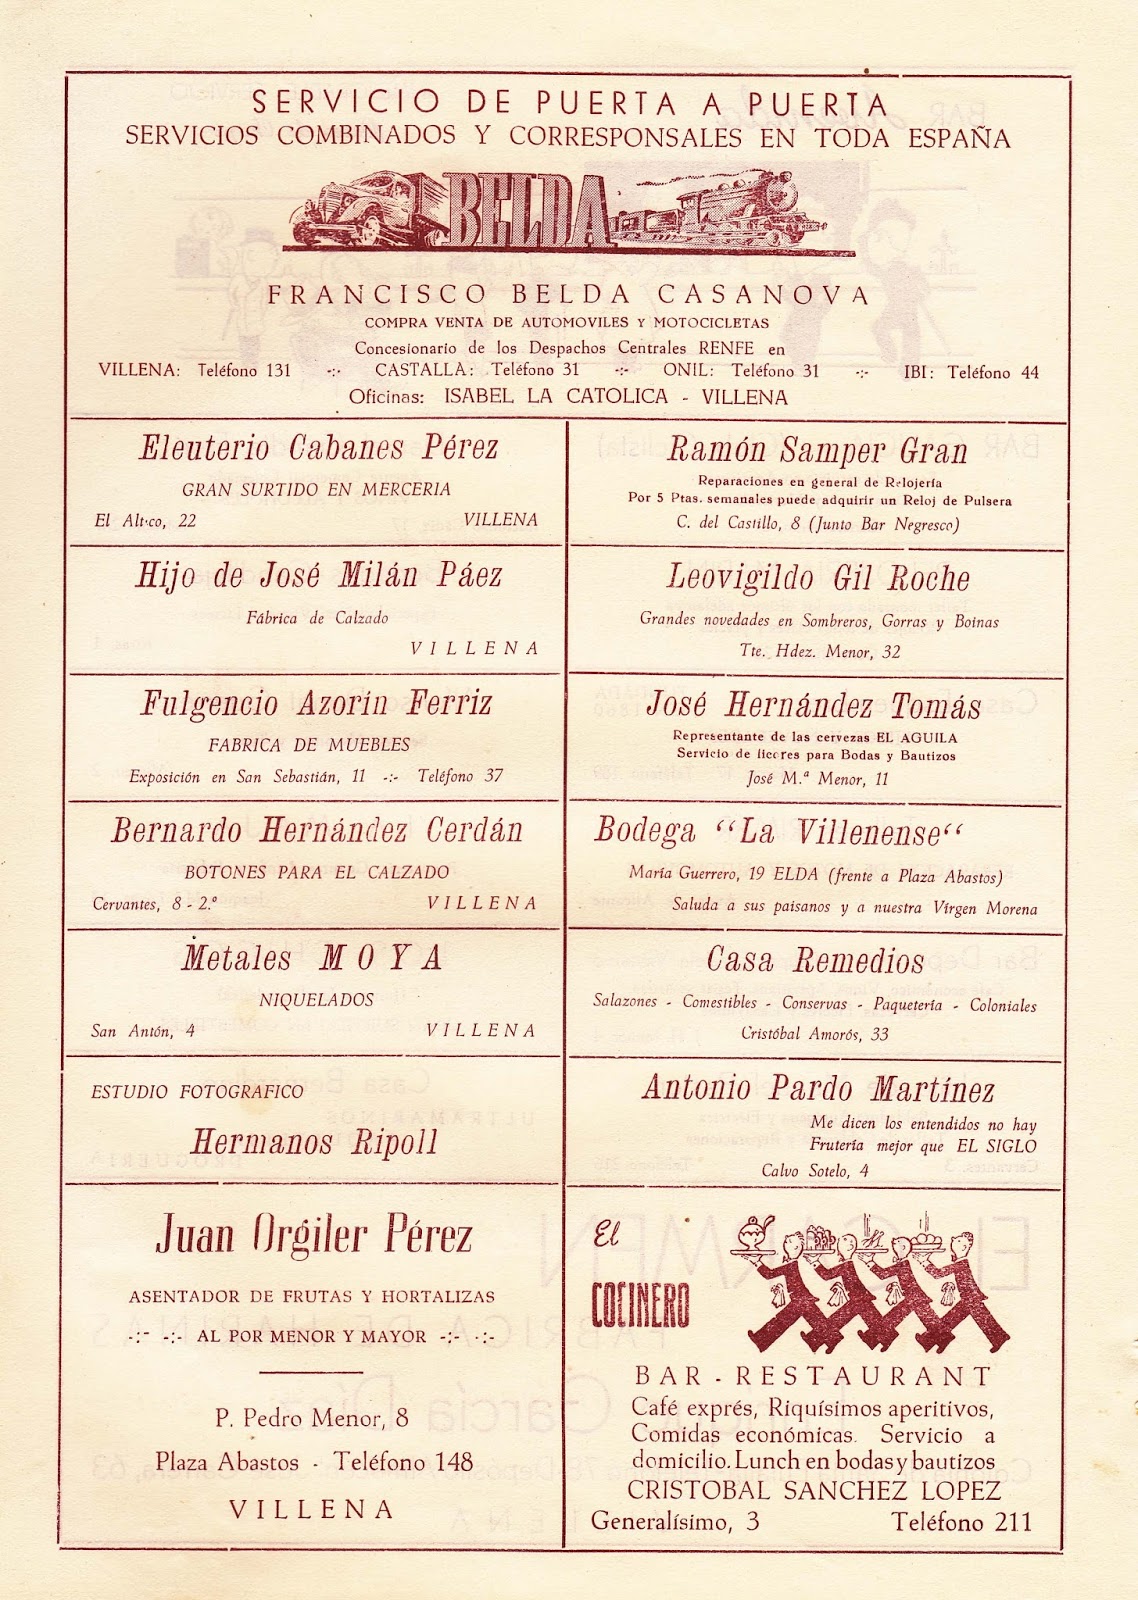 SERVICIO DE PUERTA A PUERTA
SERVICIOS COMBINADOS Y CORRESPONSALES EN TODA ESPAÑA
BELDA
FRANCISCO BELDA CASANOVA
COMPRA VENTA DE AUTOMOVILES Y MOTOCICLETAS
Concesionario de los Despachos Centrales RENFE en
VILLENA: Teléfono 131 -:- CASTALLA: Teléfono 31 -:- ONIL: Teléfono 31 -:- IBI: Teléfono 44
Oficinas: ISABEL LA CATOLICA - VILLENA
Eleuterio Cabanes Pérez
GRAN SURTIDO EN MERCERIA
El Altico, 22 VILLENA
Hijo de José Milán Páez
Fábrica de Calzado
VILLENA
Fulgencio Azorín Ferriz
FABRICA DE MUEBLES
Exposición en San Sebastián, 11 -:- Teléfono 37
Bernardo Hernández Cerdán
BOTONES PARA EL CALZADO
Cervantes, 8 - 2.º VILLENA
Metales MOYA
NIQUELADOS
San Antón, 4 VILLENA
ESTUDIO FOTOGRAFICO
Hermanos Ripoll
Juan Orgiler Pérez
ASENTADOR DE FRUTAS Y HORTALIZAS
-:- -:- AL POR MENOR Y MAYOR -:- -:-
P. Pedro Menor, 8
Plaza Abastos - Teléfono 148
VILLENA
Ramón Samper Gran
Reparaciones en general de Relojería
Por 5 Ptas. semanales puede adquirir un Reloj de Pulsera
C. del Castillo, 8 (Junto Bar Negresco)
Leovigildo Gil Roche
Grandes novedades en Sombreros, Gorras y Boinas
Tte. Hdez. Menor, 32
José Hernández Tomás
Representante de las cervezas EL AGUILA
Servicio de licores para Bodas y Bautizos
José M.ª Menor, 11
Bodega “La Villenense“
María Guerrero, 19 ELDA (frente a Plaza Abastos)
Saluda a sus paisanos y a nuestra Virgen Morena
Casa Remedios
Salazones - Comestibles - Conservas - Paquetería - Coloniales
Cristóbal Amorós, 33
Antonio Pardo Martínez
Me dicen los entendidos no hay
Frutería mejor que EL SIGLO
Calvo Sotelo, 4
El
COCINERO
BAR - RESTAURANT
Café exprés, Riquísimos aperitivos,
Comidas económicas. Servicio a
domicilio. Lunch en bodas y bautizos
CRISTOBAL SANCHEZ LOPEZ
Generalísimo, 3 Teléfono 211